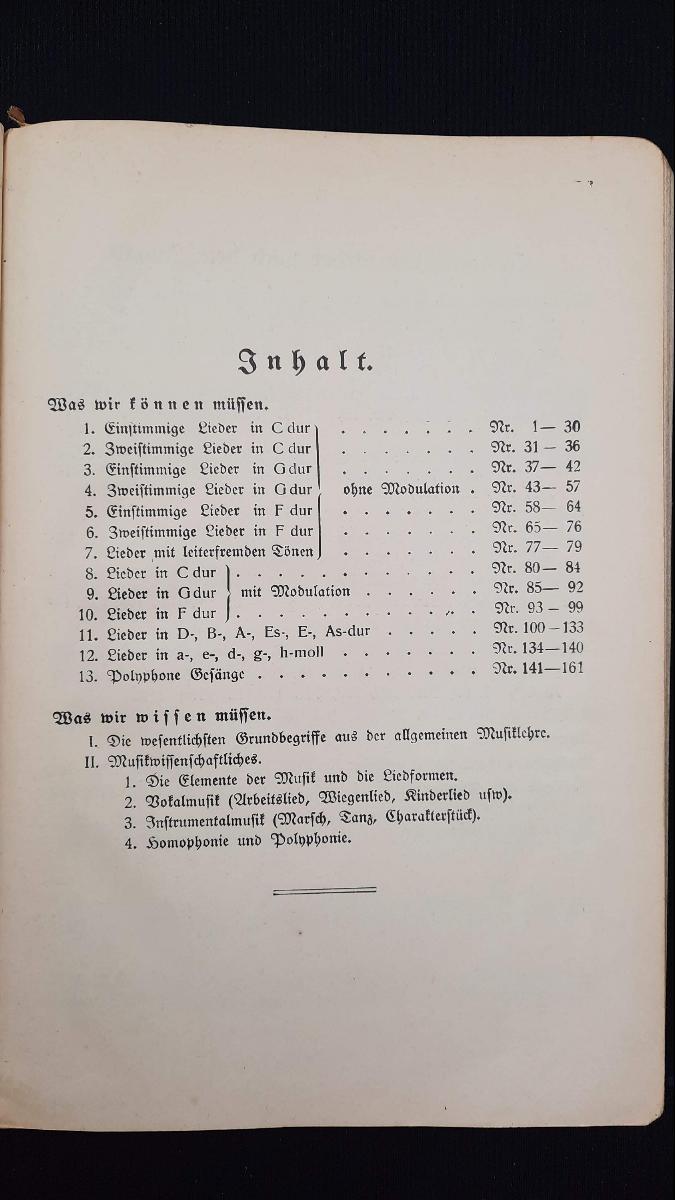 Inhalt.
Was wir können müssen.
1. Einstimmige Lieder in C dur . . . . . . . Nr. 1— 30
2. Zweistimmige Lieder in C dur . . . . . . . Nr. 31 — 36
3. Einstimmige Lieder in G dur . . . . . . . Nr. 37— 42
4. Zweistimmige Lieder in G dur ohne Modulation . Nr. 43— 57
5. Einstimmige Lieder in F dur . . . . . . . Nr. 58— 64
6. Zweistimmige Lieder in F dur . . . . . . . Nr. 65— 76
7. Lieder mit leiterfremden Tönen . . . . . . . Nr. 77— 79
8. Lieder in C dur . . . . . . . . . . . . Nr. 80— 84
9. Lieder in G dur mit Modulation . . . . . . Nr. 85— 92
10. Lieder in F dur . . . . . . . . . . . . Nr. 93 — 99
11. Lieder in D-, B-, A-, Es-, E-, As-dur . . . . . Nr. 100 —133
12. Lieder in a-, e-, d-, g-, h-moll . . . . . . . Nr. 134—140
13. Polyphone Gesänge . . . . . . . . . . . Nr. 141—161
Was wir wissen müssen.
I. Die wesentlichsten Grundbegriffe aus der allgemeinen Musiklehre.
II. Musikwissenschaftliches.
1. Die Elemente der Musik und die Liedformen.
2. Vokalmusik (Arbeitslied, Wiegenlied, Kinderlied usw).
3. Instrumentalmusik (Marsch, Tanz, Charakterstück).
4. Homophonie und Polyphonie.